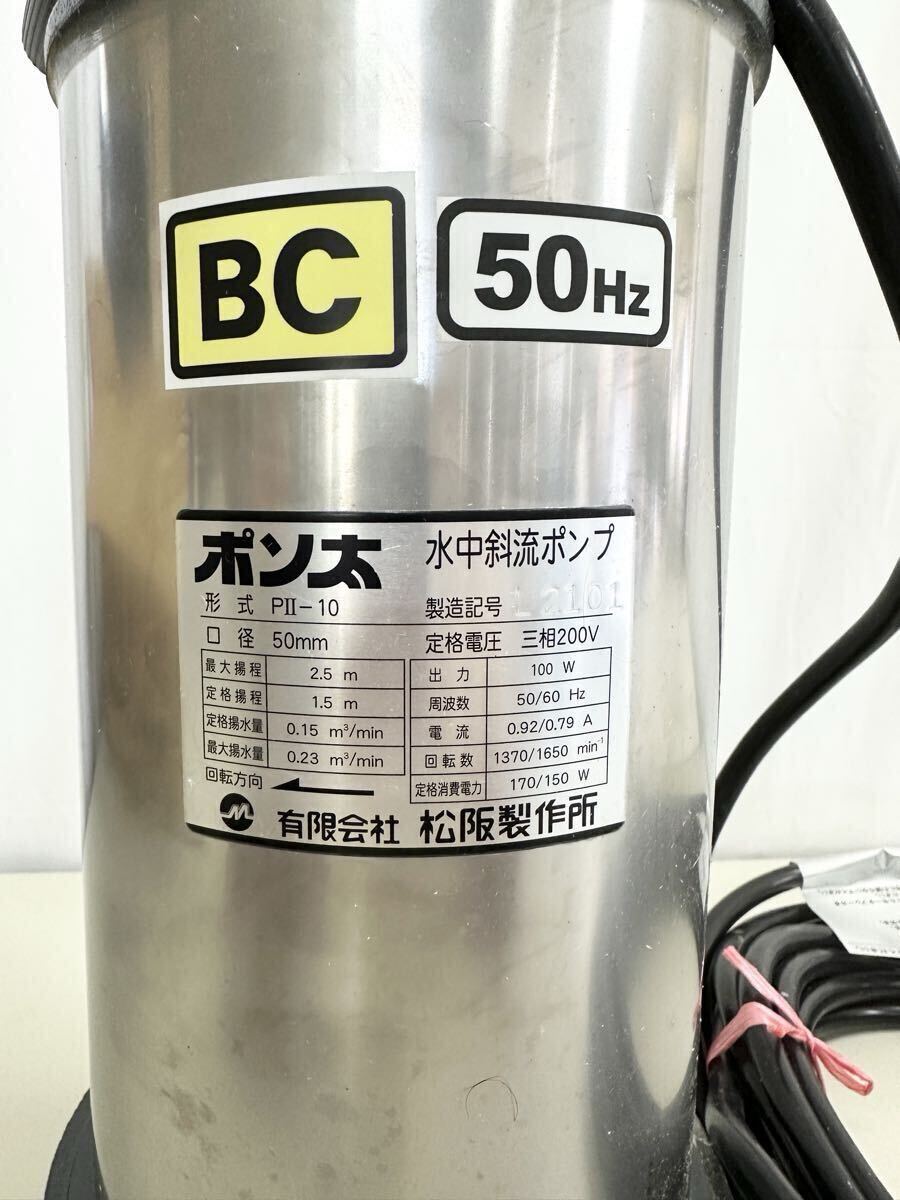 BC
50Hz
ポン太 水中斜流ポンプ
形式 PII-10 製造記号 L2101
口径 50mm 定格電圧 三相200V
最大揚程 2.5 m 出力 100 W
定格揚程 1.5 m 周波数 50/60 Hz
定格揚水量 0.15 m³/min 電流 0.92/0.79 A
最大揚水量 0.23 m³/min 回転数 1370/1650 min⁻¹
回転方向 定格消費電力 170/150 W
有限会社 松阪製作所